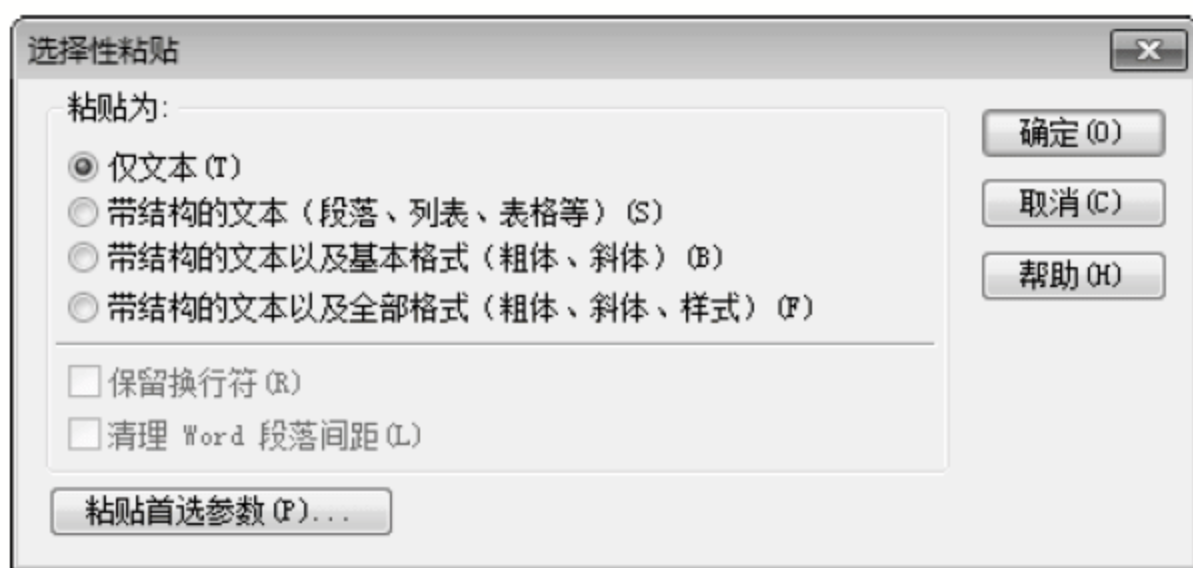 选择性粘贴
粘贴为:
确定(O)
仅文本(T)
带结构的文本（段落、列表、表格等）(S)
取消(C)
带结构的文本以及基本格式（粗体、斜体）(B)
帮助(H)
带结构的文本以及全部格式（粗体、斜体、样式）(F)
保留换行符(R)
清理 Word 段落间距(L)
粘贴首选参数(P)...